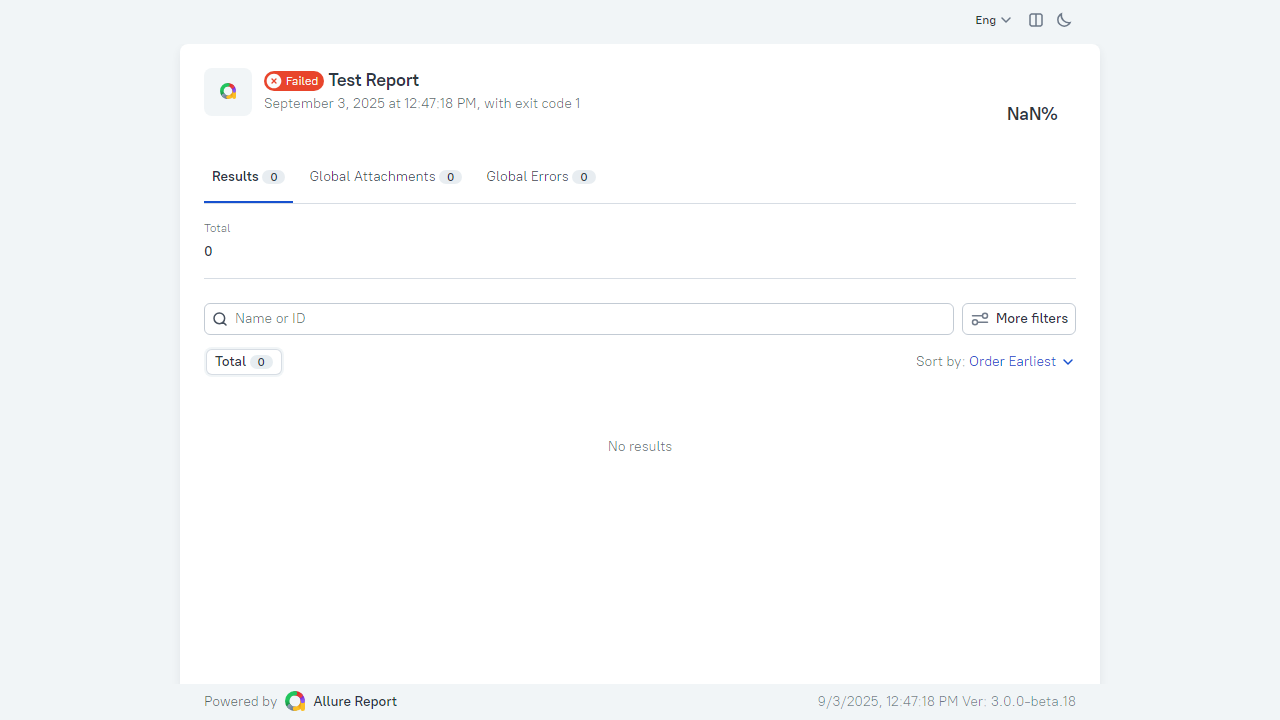 Eng
Failed Test Report
September 3, 2025 at 12:47:18 PM, with exit code 1
NaN%
Results 0 Global Attachments 0 Global Errors 0
Total
0
Name or ID More filters
Total 0 Sort by: Order Earliest
No results
Powered by Allure Report 9/3/2025, 12:47:18 PM Ver: 3.0.0-beta.18